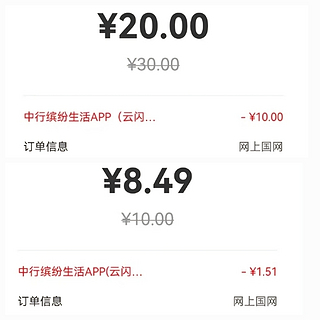 ¥20.00
¥30.00
中行缤纷生活APP（云闪... - ¥10.00
订单信息 网上国网
¥8.49
¥10.00
中行缤纷生活APP(云闪... - ¥1.51
订单信息 网上国网